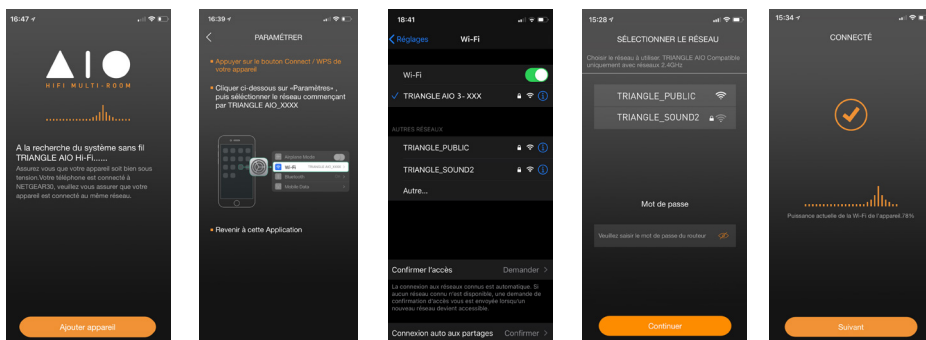 16:47
AIO
HIFI MULTI-ROOM
A la recherche du système sans fil
TRIANGLE AIO Hi-Fi......
Assurez vous que votre appareil soit bien sous
tension.Votre téléphone est connecté à
NETGEAR30, veuillez vous assurer que votre
appareil est connecté au même réseau.
Ajouter appareil
16:39
PARAMÉTRER
Appuyer sur le bouton Connect / WPS de
votre appareil
Cliquer ci-dessous sur «Paramètres» ,
puis séléctionner le réseau commençant
par TRIANGLE AIO_XXXX
Airplane Mode
Wi-Fi
Bluetooth
Mobile Data
Revenir à cette Application
18:41
Réglages
Wi-Fi
Wi-Fi
TRIANGLE AIO 3- XXX
AUTRES RÉSEAUX
TRIANGLE_PUBLIC
TRIANGLE_SOUND2
Autre...
Confirmer l'accès
Demander
La connexion aux réseaux connus est automatique. Si
aucun réseau connu n'est disponible, une demande de
confirmation d'accès vous est envoyée lorsqu'un
nouveau réseau devient accessible.
Connexion auto aux partages
Confirmer
15:28
SÉLECTIONNER LE RÉSEAU
Choisir le réseau à utiliser. TRIANGLE AIO Compatible
uniquement avec réseaux 2,4GHz
TRIANGLE_PUBLIC
TRIANGLE_SOUND2
Mot de passe
Veuillez saisir le mot de passe du routeur
Continuer
15:34
CONNECTÉ
Puissance actuelle de la Wi-Fi de l'appareil.78%
Suivant